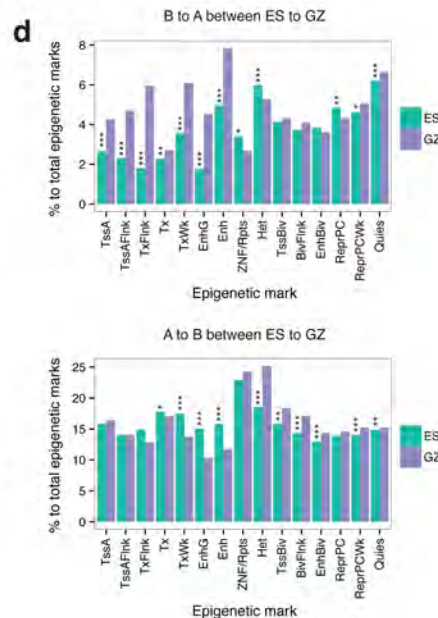 d
B to A between ES to GZ
% to total epigenetic marks
8
6
4
2
0
*** *** *** ** *** *** *** * *** ** * ***
TssA TssAFlnk TxFlnk Tx TxWk EnhG Enh ZNF/Rpts Het TssBiv BivFlnk EnhBiv ReprPC ReprPCWk Quies
Epigenetic mark
ES
GZ
A to B between ES to GZ
% to total epigenetic marks
25
20
15
10
5
0
* *** *** *** *** ** *** *** *** **
TssA TssAFlnk TxFlnk Tx TxWk EnhG Enh ZNF/Rpts Het TssBiv BivFlnk EnhBiv ReprPC ReprPCWk Quies
Epigenetic mark
ES
GZ